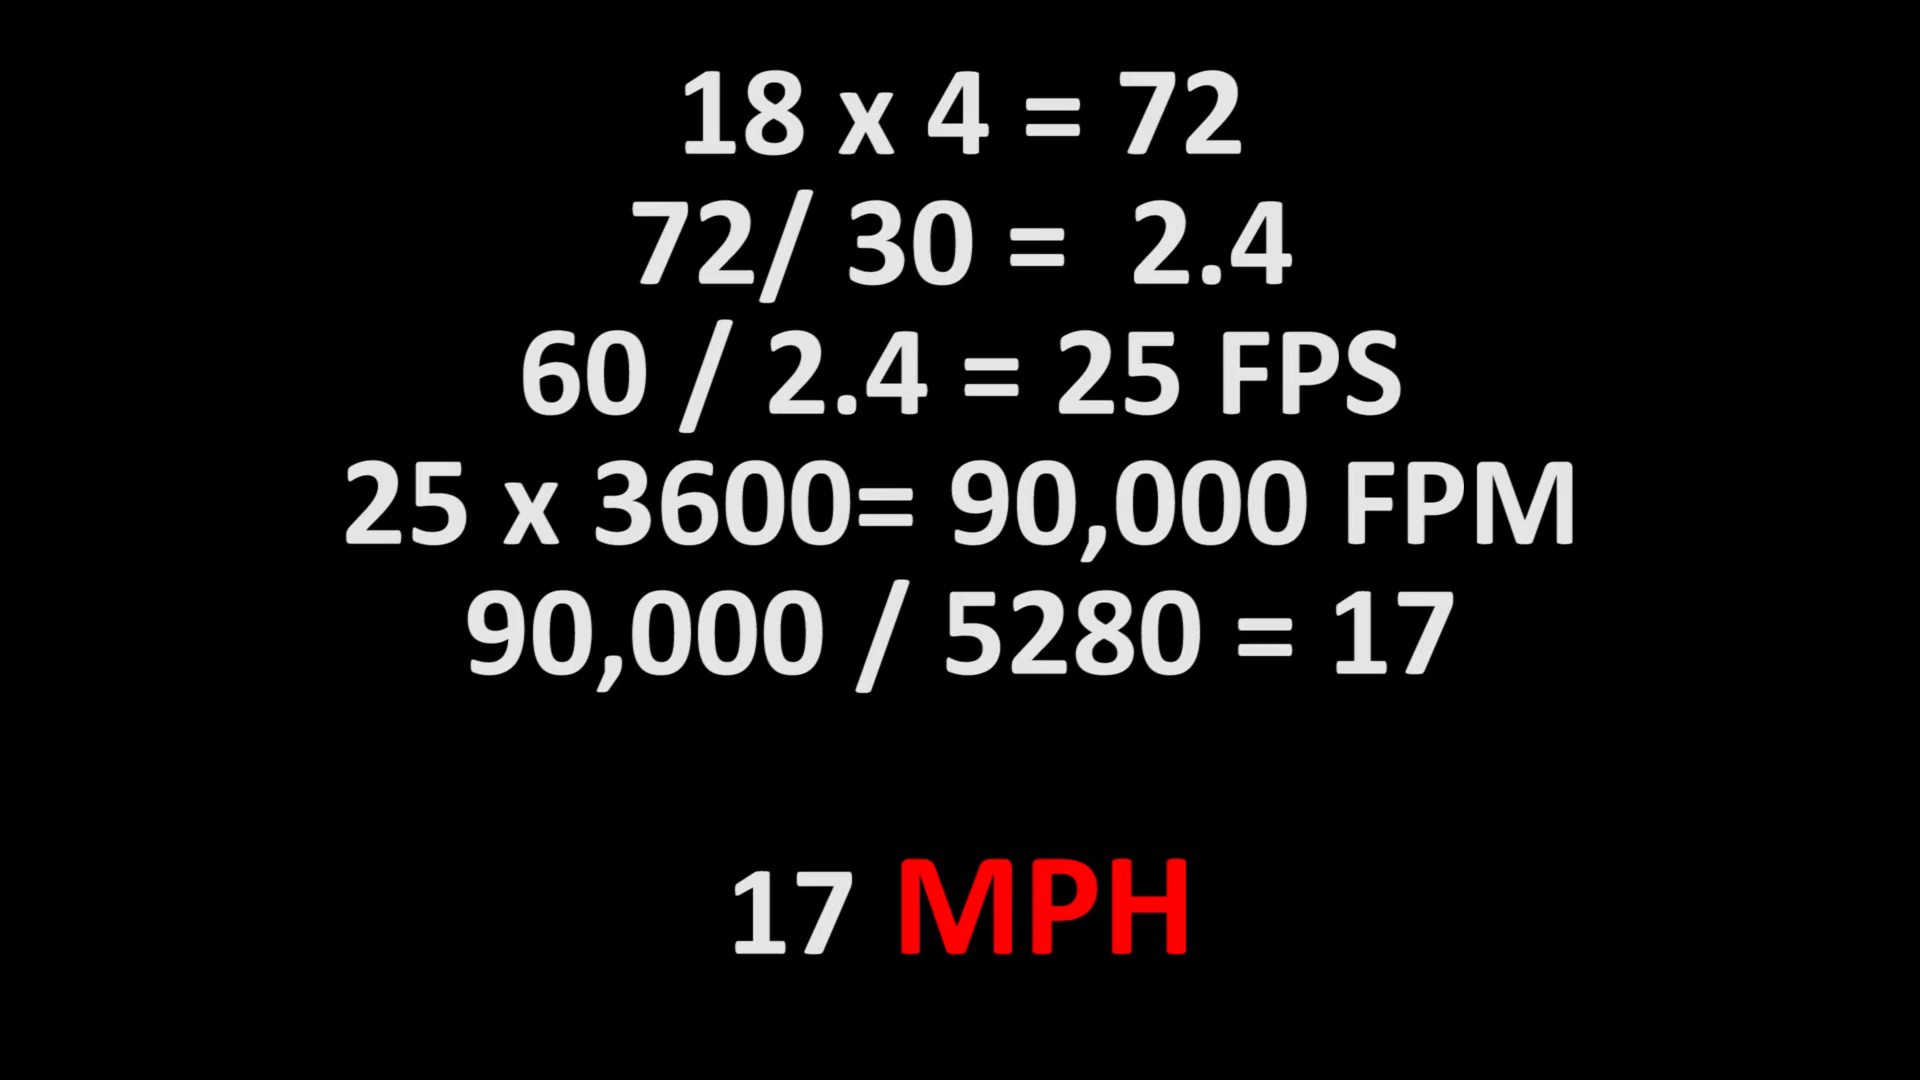 18 x 4 = 72
72/ 30 = 2.4
60 / 2.4 = 25 FPS
25 x 3600= 90,000 FPM
90,000 / 5280 = 17
17 MPH